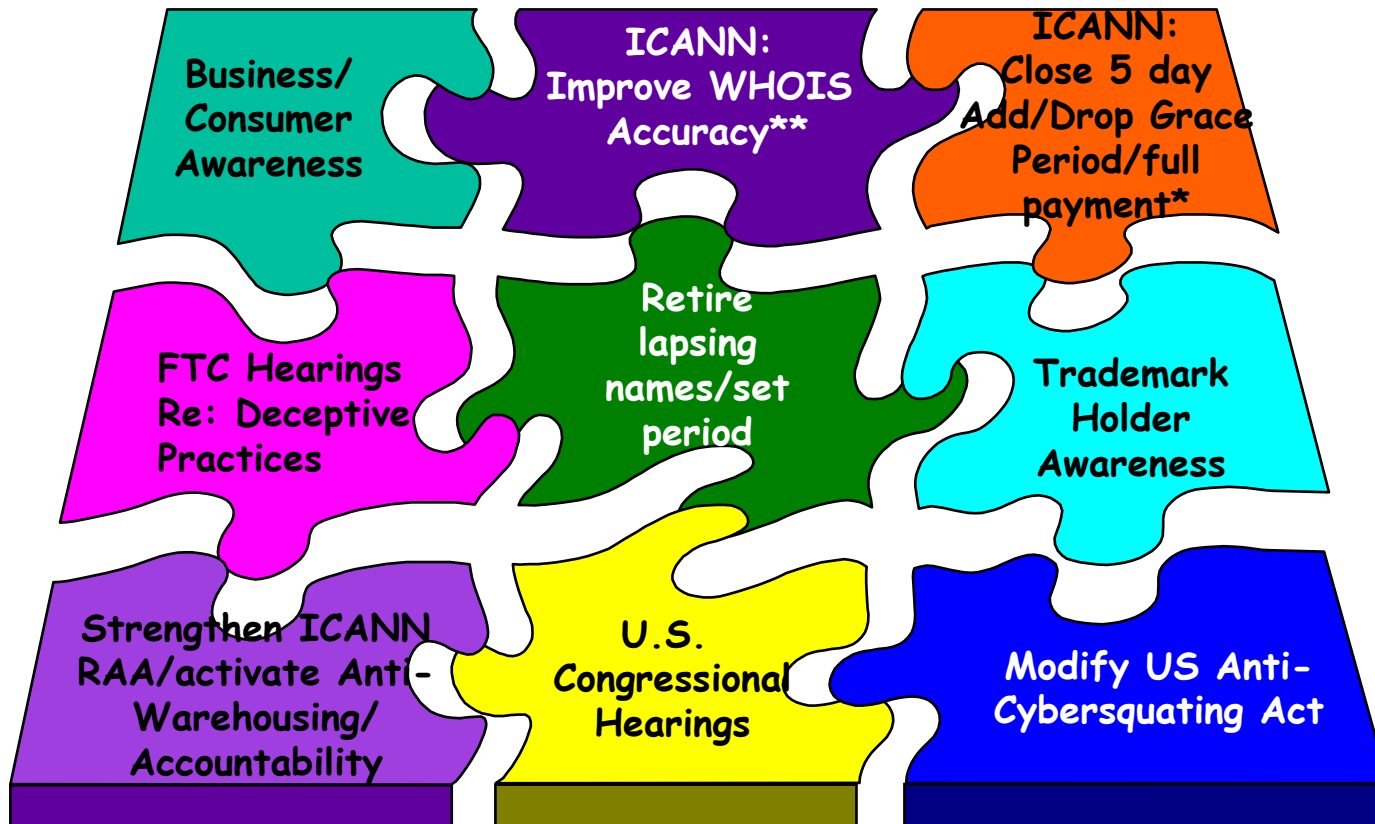 Business/
Consumer
Awareness
ICANN:
Improve WHOIS
Accuracy**
ICANN:
Close 5 day
Add/Drop Grace
Period/full
payment*
FTC Hearings
Re: Deceptive
Practices
Retire
lapsing
names/set
period
Trademark
Holder
Awareness
Strengthen ICANN
RAA/activate Anti-
Warehousing/
Accountability
U.S.
Congressional
Hearings
Modify US Anti-
Cybersquating Act